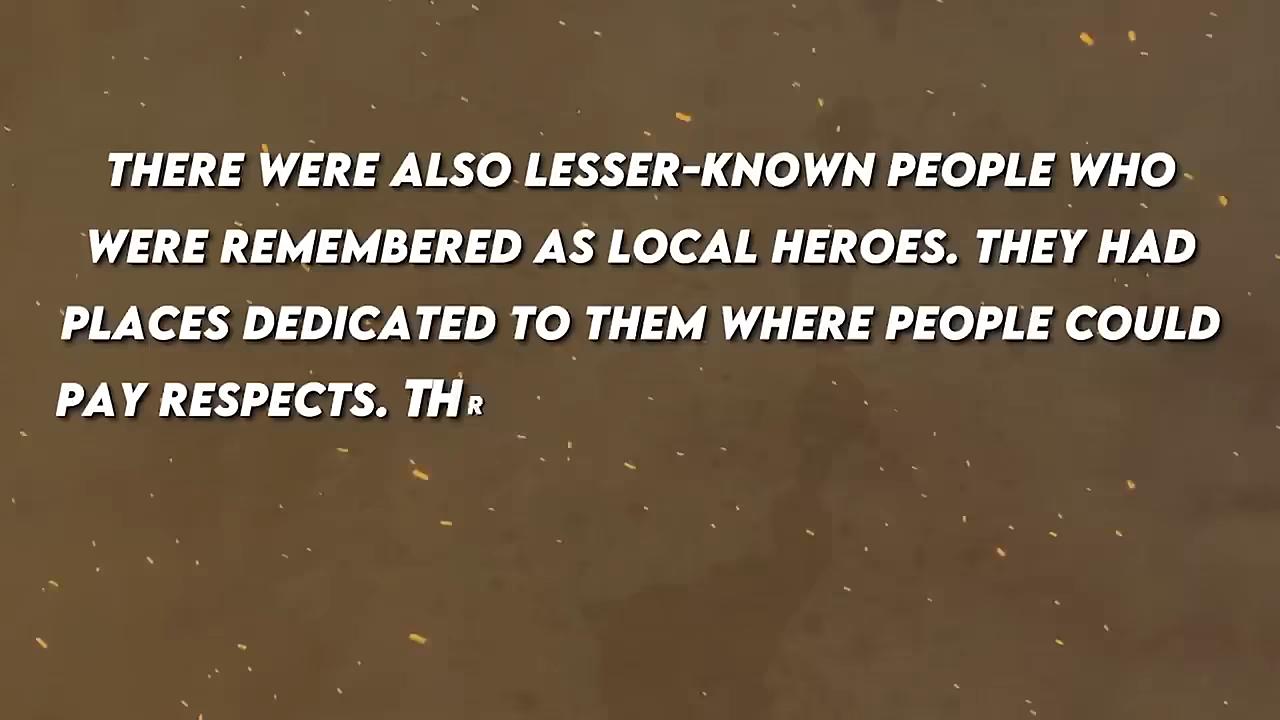 THERE WERE ALSO LESSER-KNOWN PEOPLE WHO
WERE REMEMBERED AS LOCAL HEROES. THEY HAD
PLACES DEDICATED TO THEM WHERE PEOPLE COULD
PAY RESPECTS. THR